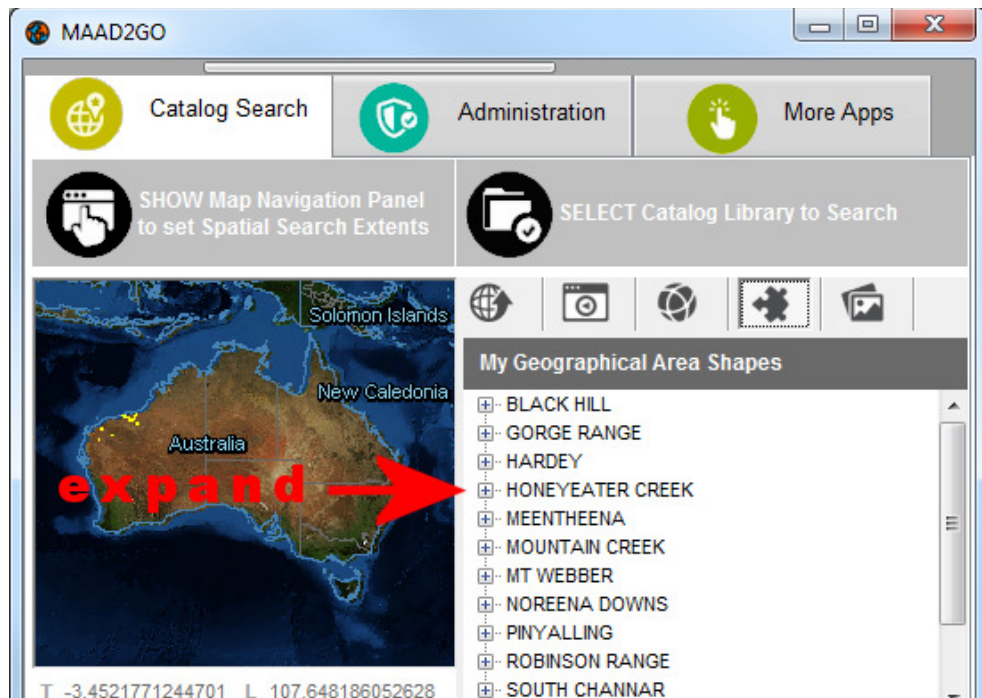 MAAD2GO
Catalog Search
Administration
More Apps
SHOW Map Navigation Panel
to set Spatial Search Extents
SELECT Catalog Library to Search
Solomon Islands
New Caledonia
Australia
expand
T -3.4521771244701 L 107.648186052628
My Geographical Area Shapes
BLACK HILL
GORGE RANGE
HARDEY
HONEYEATER CREEK
MEENTHEENA
MOUNTAIN CREEK
MT WEBBER
NOREENA DOWNS
PINYALLING
ROBINSON RANGE
SOUTH CHANNAR